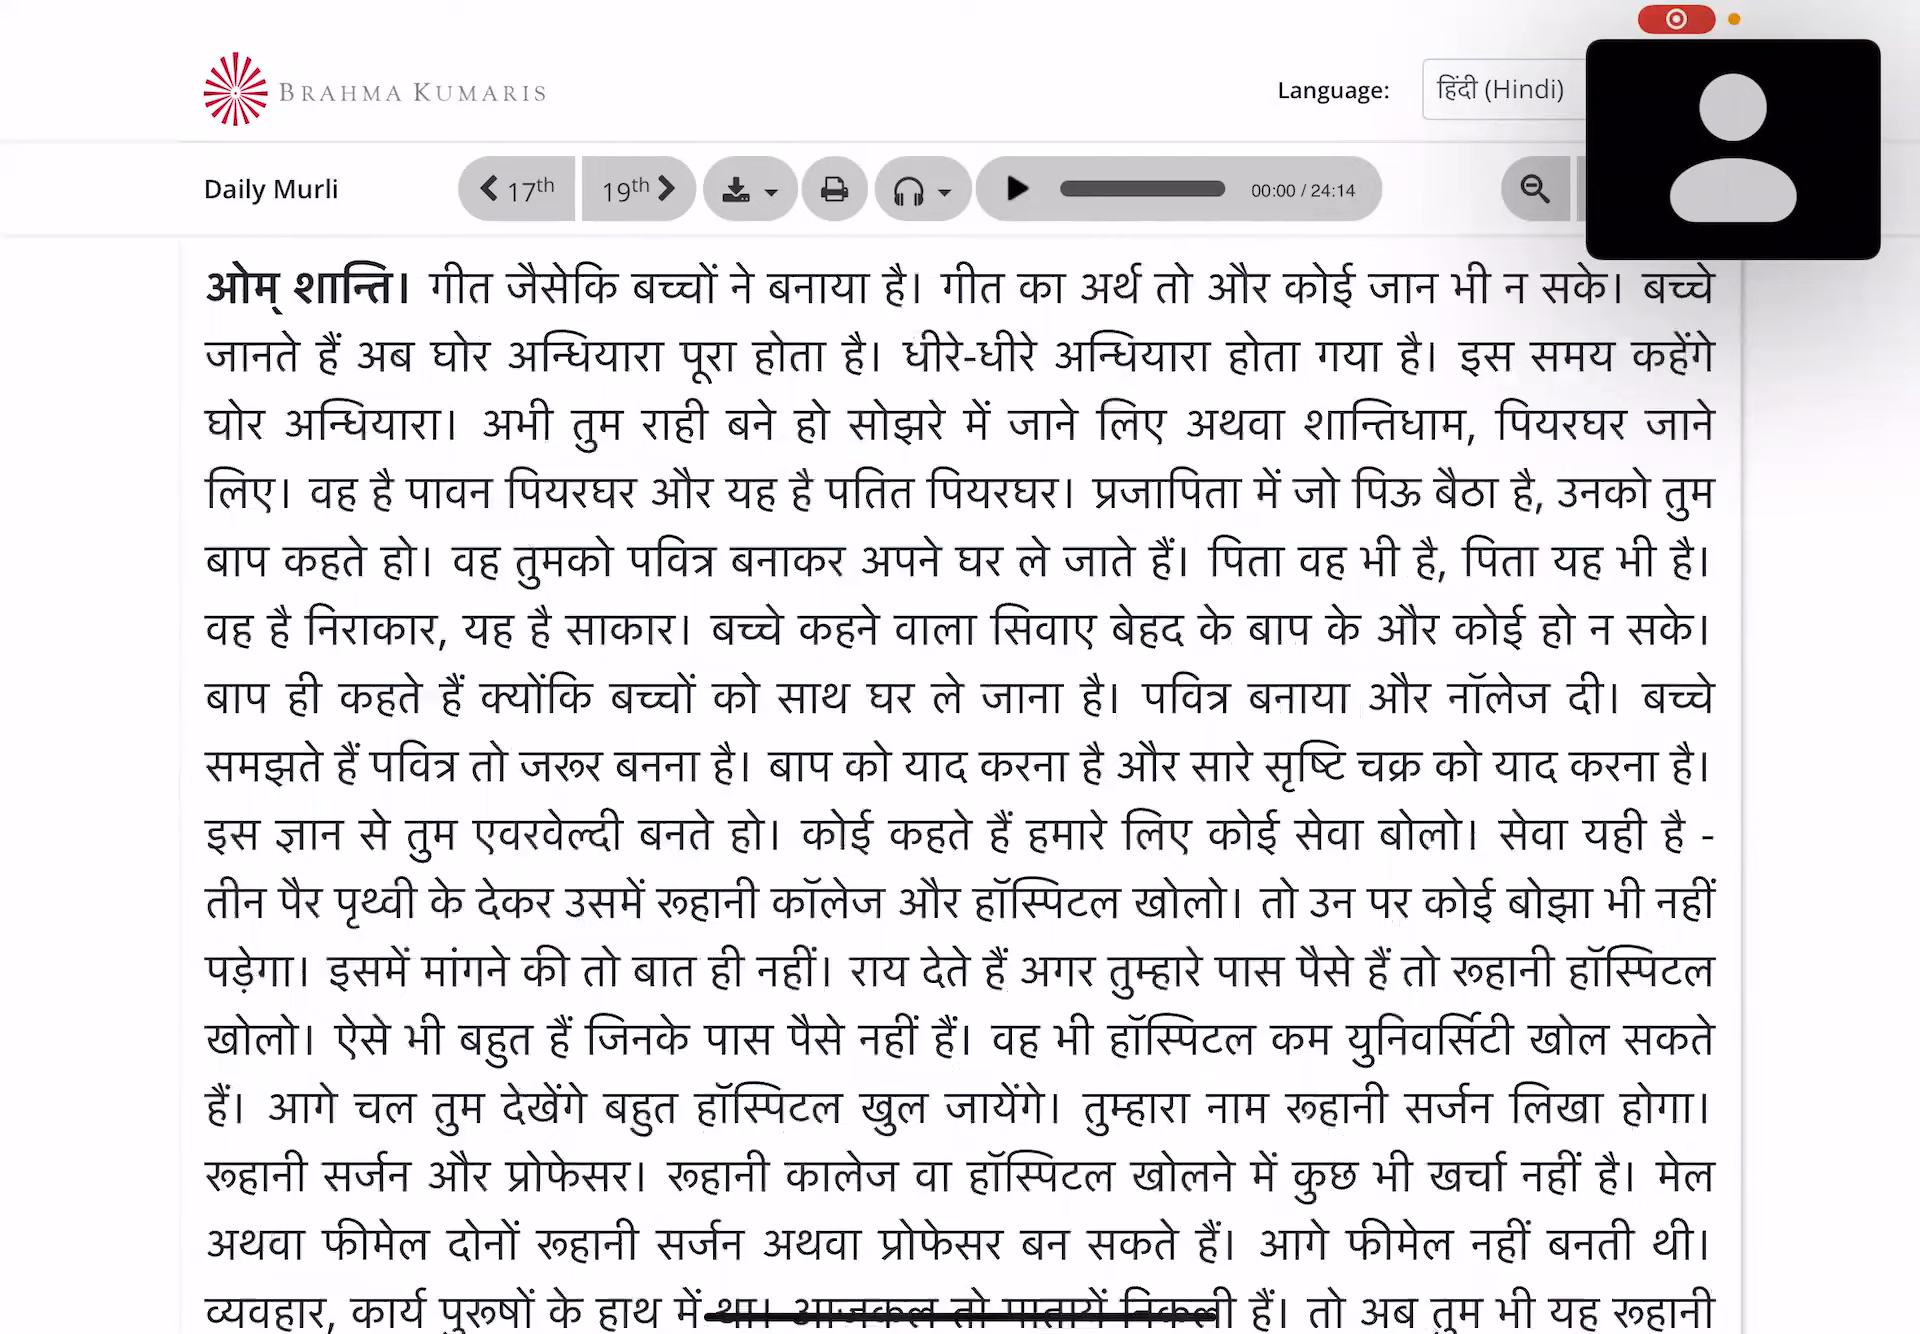 BRAHMA KUMARIS
Language:
हिंदी (Hindi)
Daily Murli
17th
19th
00:00 / 24:14
ओम् शान्ति। गीत जैसेकि बच्चों ने बनाया है। गीत का अर्थ तो और कोई जान भी न सके। बच्चे
जानते हैं अब घोर अन्धियारा पूरा होता है। धीरे-धीरे अन्धियारा होता गया है। इस समय कहेंगे
घोर अन्धियारा। अभी तुम राही बने हो सोझरे में जाने लिए अथवा शान्तिधाम, पियरघर जाने
लिए। वह है पावन पियरघर और यह है पतित पियरघर। प्रजापिता में जो पिऊ बैठा है, उनको तुम
बाप कहते हो। वह तुमको पवित्र बनाकर अपने घर ले जाते हैं। पिता वह भी है, पिता यह भी है।
वह है निराकार, यह है साकार। बच्चे कहने वाला सिवाए बेहद के बाप के और कोई हो न सके।
बाप ही कहते हैं क्योंकि बच्चों को साथ घर ले जाना है। पवित्र बनाया और नॉलेज दी। बच्चे
समझते हैं पवित्र तो जरूर बनना है। बाप को याद करना है और सारे सृष्टि चक्र को याद करना है।
इस ज्ञान से तुम एवरवेल्दी बनते हो। कोई कहते हैं हमारे लिए कोई सेवा बोलो। सेवा यही है -
तीन पैर पृथ्वी के देकर उसमें रूहानी कॉलेज और हॉस्पिटल खोलो। तो उन पर कोई बोझा भी नहीं
पड़ेगा। इसमें मांगने की तो बात ही नहीं। राय देते हैं अगर तुम्हारे पास पैसे हैं तो रूहानी हॉस्पिटल
खोलो। ऐसे भी बहुत हैं जिनके पास पैसे नहीं हैं। वह भी हॉस्पिटल कम युनिवर्सिटी खोल सकते
हैं। आगे चल तुम देखेंगे बहुत हॉस्पिटल खुल जायेंगे। तुम्हारा नाम रूहानी सर्जन लिखा होगा।
रूहानी सर्जन और प्रोफेसर। रूहानी कालेज वा हॉस्पिटल खोलने में कुछ भी खर्चा नहीं है। मेल
अथवा फीमेल दोनों रूहानी सर्जन अथवा प्रोफेसर बन सकते हैं। आगे फीमेल नहीं बनती थी।
व्यवहार, कार्य पुरूषों के हाथ में था। आजकल तो मातायें निकली हैं। तो अब तुम भी यह रूहानी